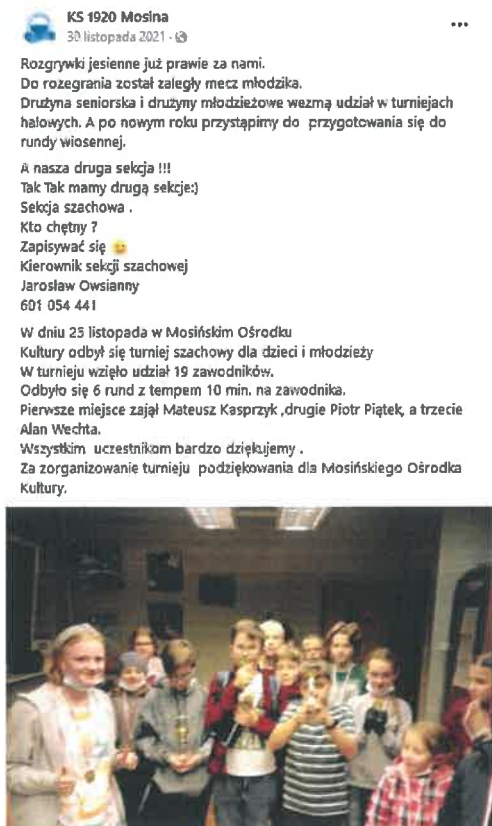 KS 1920 Mosina
30 listopada 2021 ·
Rozgrywki jesienne już prawie za nami.
Do rozegrania został zaległy mecz młodzika.
Drużyna seniorska i drużyny młodzieżowe wezmą udział w turniejach
halowych. A po nowym roku przystąpimy do przygotowania się do
rundy wiosennej.
A nasza druga sekcja !!!
Tak Tak mamy drugą sekcje:)
Sekcja szachowa .
Kto chętny ?
Zapisywać się 😉
Kierownik sekcji szachowej
Jarosław Owsianny
601 054 441
W dniu 23 listopada w Mosińskim Ośrodku
Kultury odbył się turniej szachowy dla dzieci i młodzieży
W turnieju wzięło udział 19 zawodników.
Odbyło się 6 rund z tempem 10 min. na zawodnika.
Pierwsze miejsce zajął Mateusz Kasprzyk ,drugie Piotr Piątek, a trzecie
Alan Wechta.
Wszystkim uczestnikom bardzo dziękujemy .
Za zorganizowanie turnieju podziękowania dla Mosińskiego Ośrodka
Kultury.